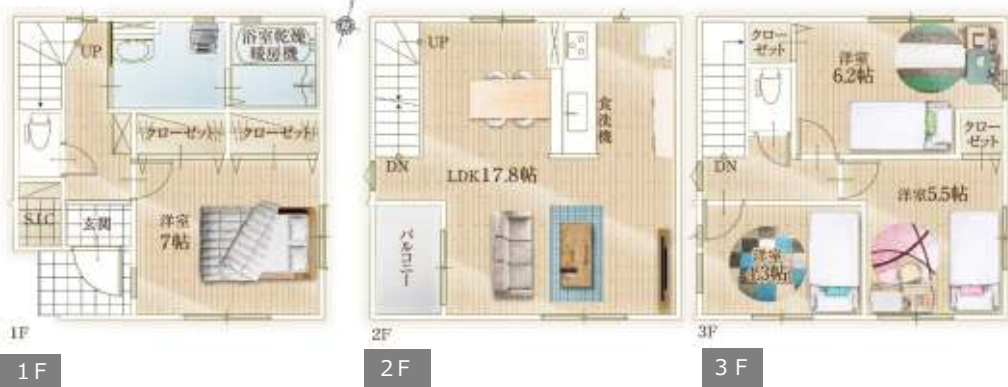 UP
浴室乾燥
暖房機
クローゼット
クローゼット
S.I.C
玄関
洋室
7帖
1F
1F
UP
食洗機
DN
LDK17.8帖
バルコニー
2F
2F
クロー
ゼット
洋室
6.2帖
クロー
ゼット
DN
洋室5.5帖
洋室
3F
3F